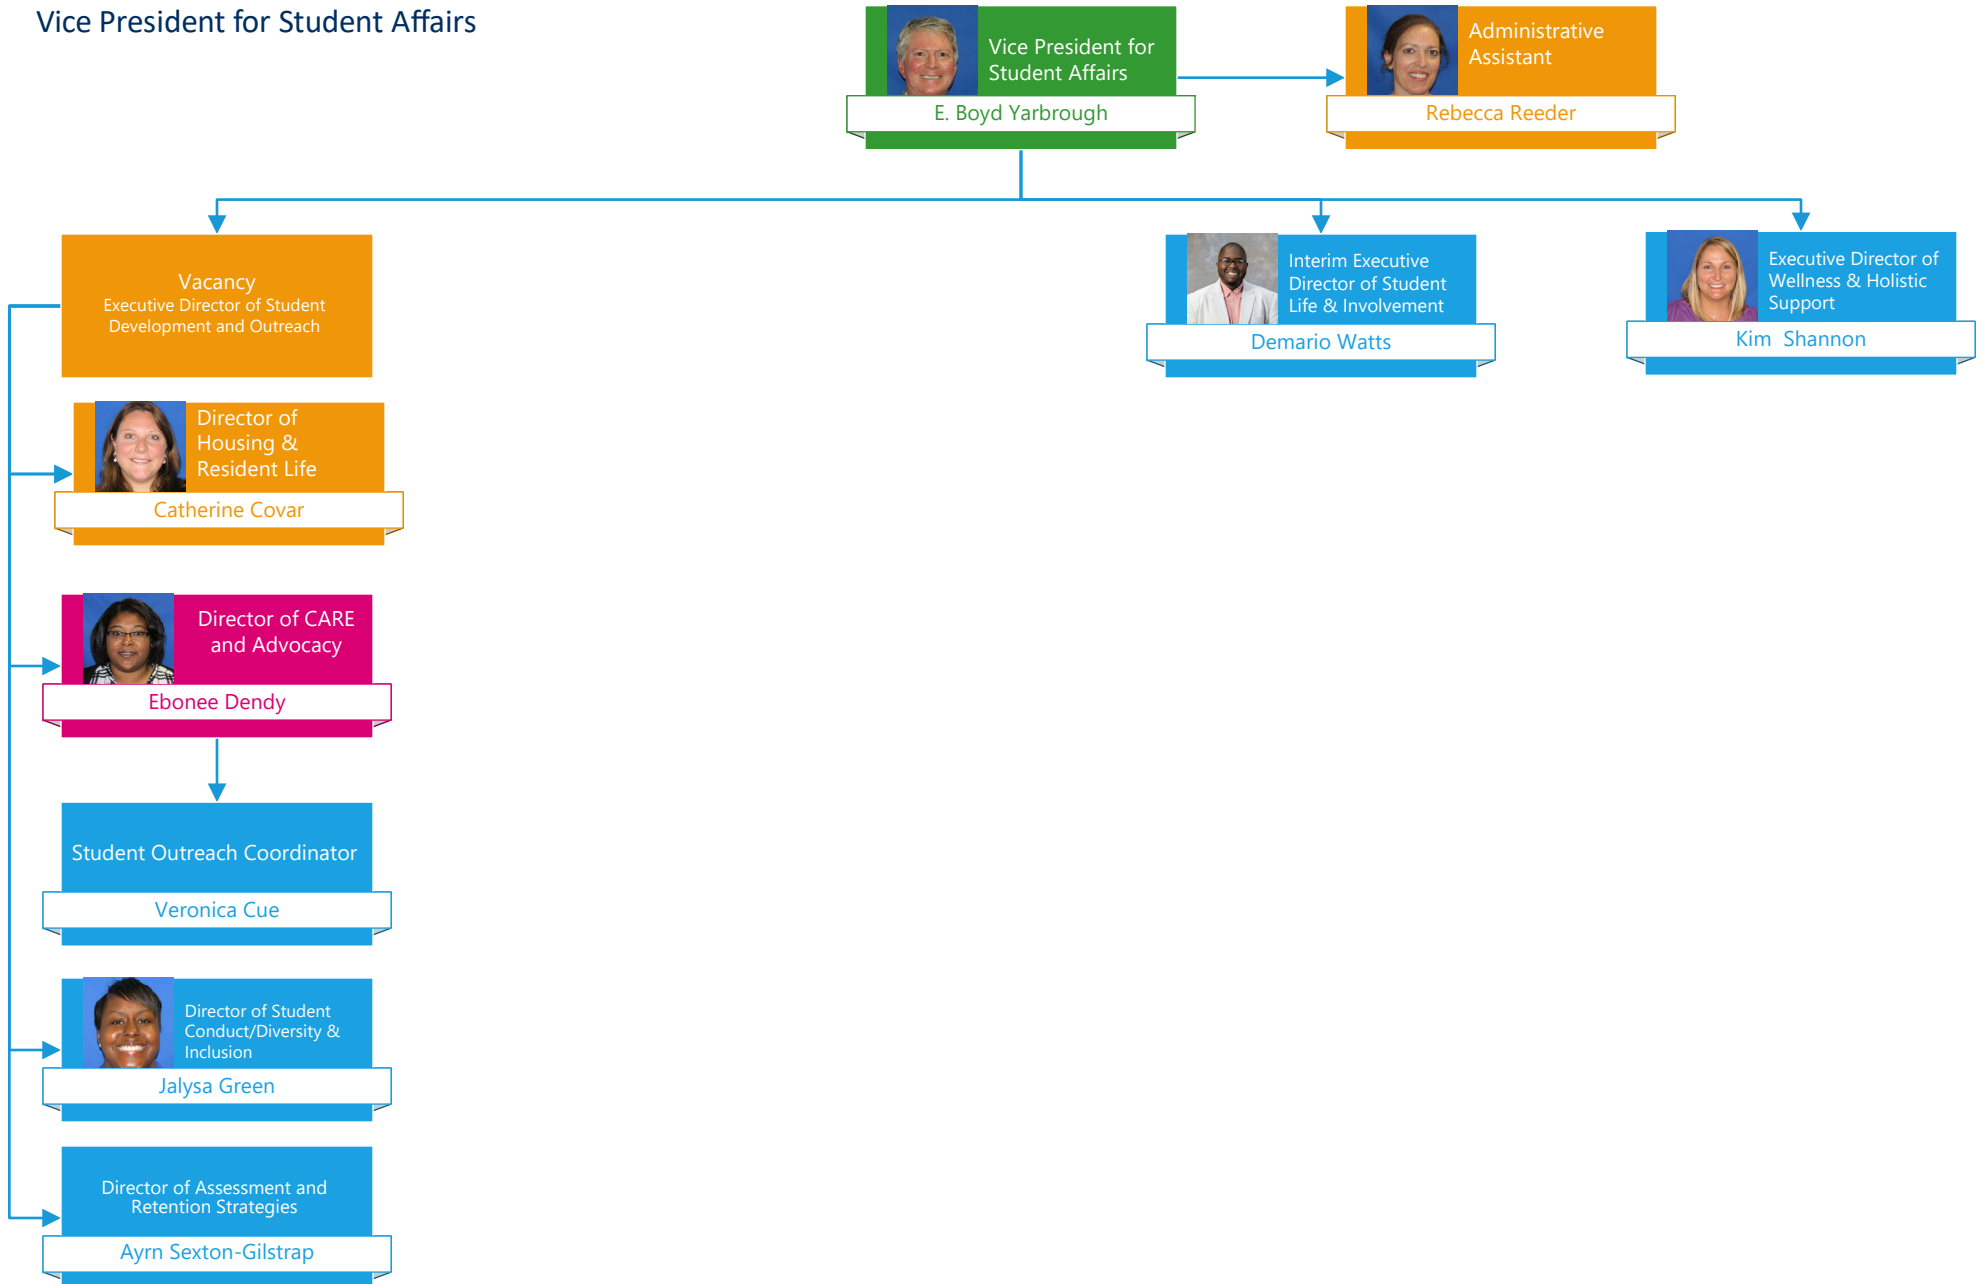 Vice President for Student Affairs
Vice President for
Student Affairs
E. Boyd Yarbrough
Administrative
Assistant
Rebecca Reeder
Vacancy
Executive Director of Student
Development and Outreach
Interim Executive
Director of Student
Life & Involvement
Demario Watts
Executive Director of
Wellness & Holistic
Support
Kim Shannon
Director of
Housing &
Resident Life
Catherine Covar
Director of CARE
and Advocacy
Ebonee Dendy
Student Outreach Coordinator
Veronica Cue
Director of Student
Conduct/Diversity &
Inclusion
Jalysa Green
Director of Assessment and
Retention Strategies
Ayrn Sexton-Gilstrap